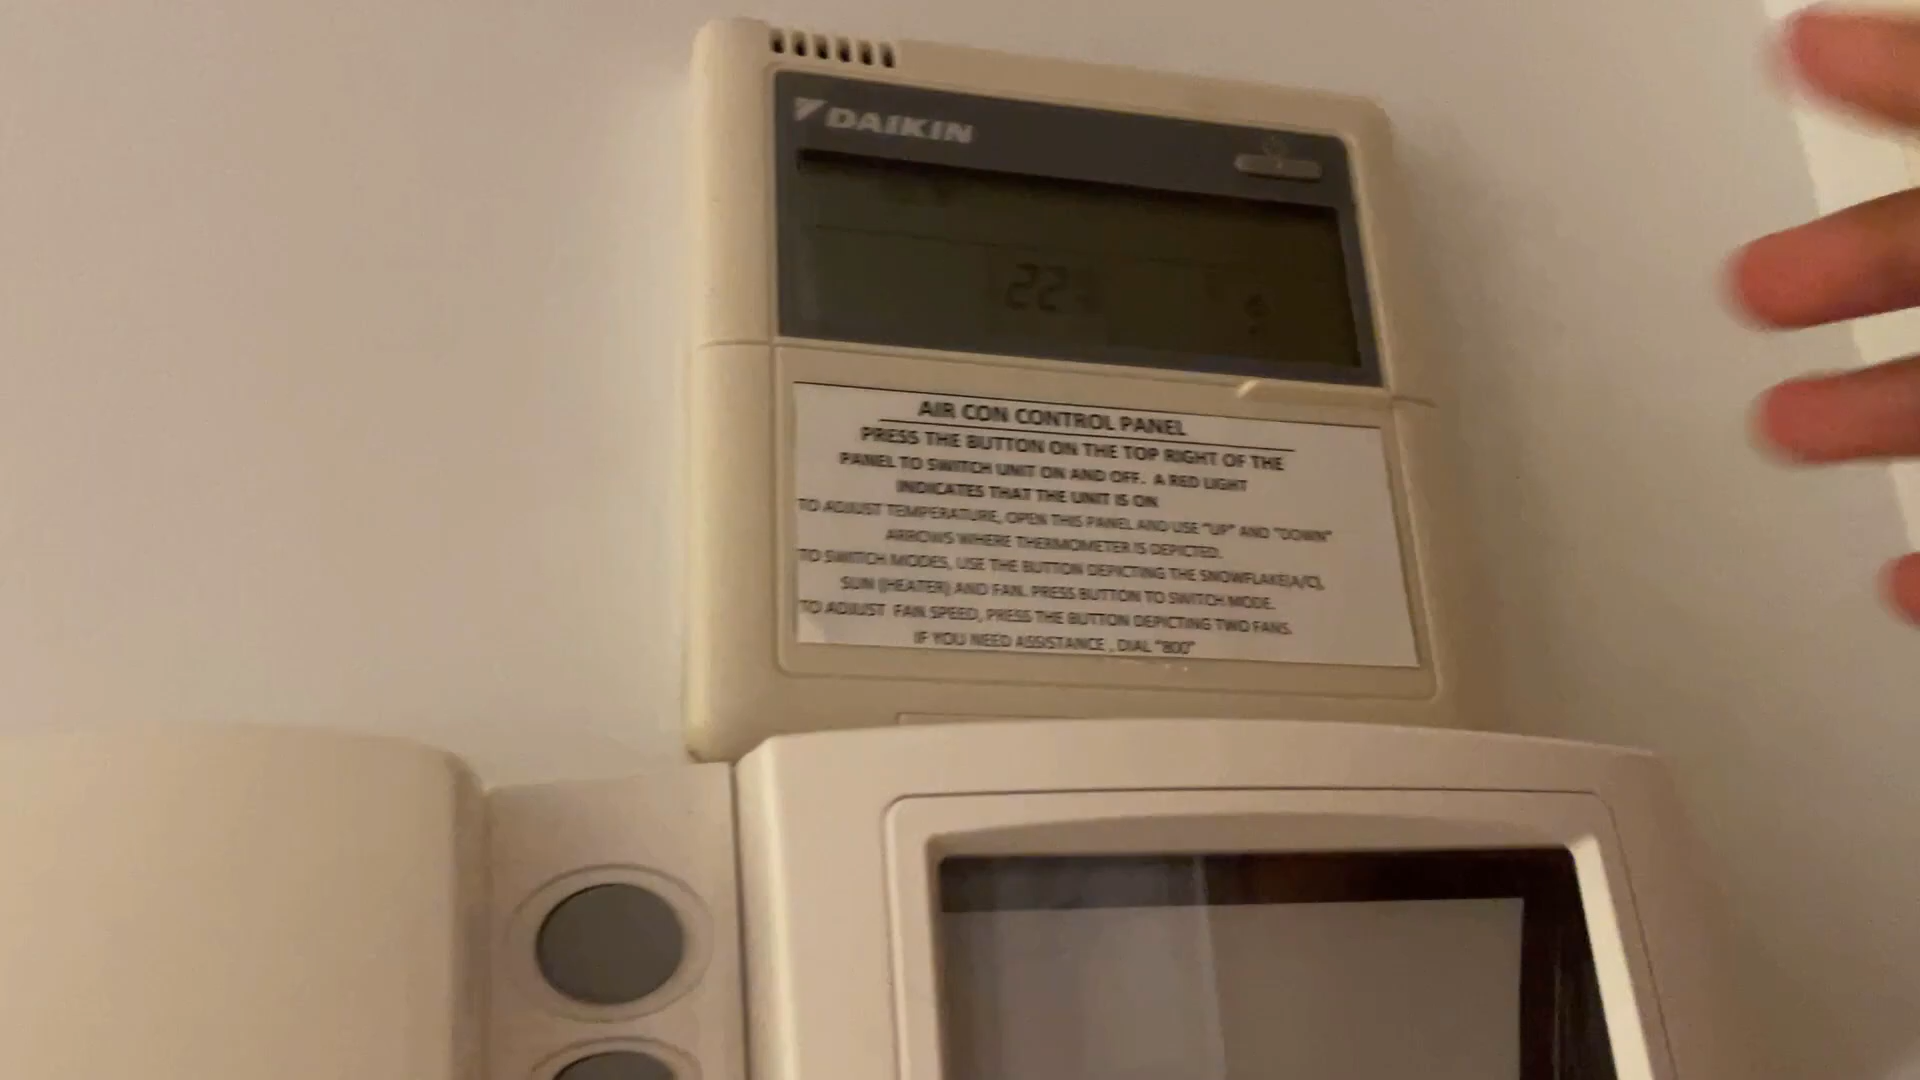 DAIKIN
22
AIR CON CONTROL PANEL
PRESS THE BUTTON ON THE TOP RIGHT OF THE
PANEL TO SWITCH UNIT ON AND OFF. A RED LIGHT
INDICATES THAT THE UNIT IS ON
TO ADJUST TEMPERATURE, OPEN THIS PANEL AND USE "UP" AND "DOWN"
ARROWS WHERE THERMOMETER IS DEPICTED.
TO SWITCH MODES, USE THE BUTTON DEPICTING THE SNOWFLAKE(A/C),
SUN (HEATER) AND FAN. PRESS BUTTON TO SWITCH MODE.
TO ADJUST FAN SPEED, PRESS THE BUTTON DEPICTING TWO FANS.
IF YOU NEED ASSISTANCE , DIAL "800"